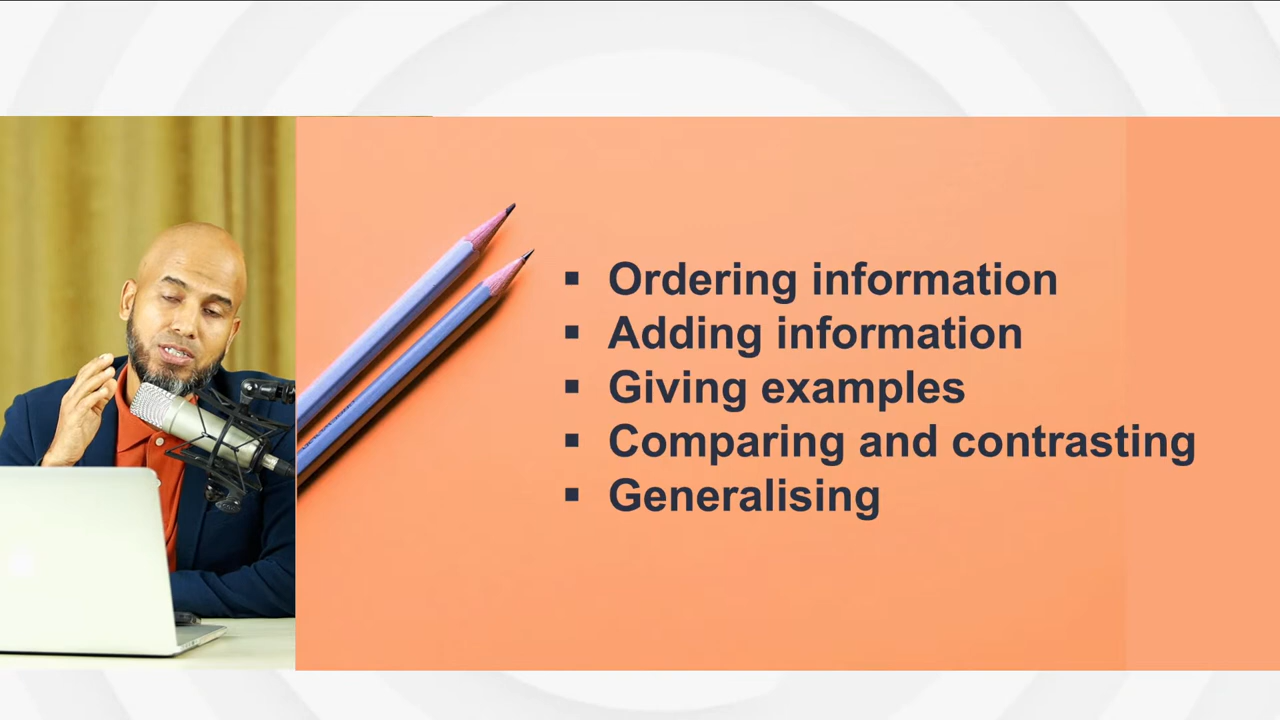 ▪ Ordering information
▪ Adding information
▪ Giving examples
▪ Comparing and contrasting
▪ Generalising